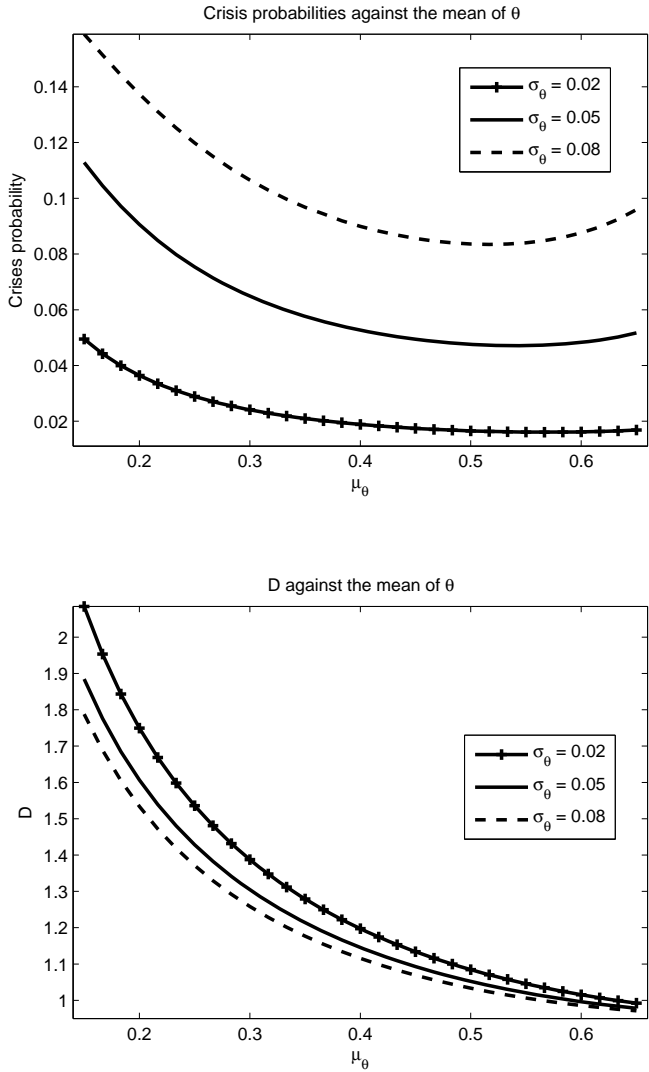 Crisis probabilities against the mean of θ
Crises probability
0.14
0.12
0.1
0.08
0.06
0.04
0.02
σθ = 0.02
σθ = 0.05
σθ = 0.08
0.2 0.3 0.4 0.5 0.6
μθ
D against the mean of θ
D
2
1.9
1.8
1.7
1.6
1.5
1.4
1.3
1.2
1.1
1
σθ = 0.02
σθ = 0.05
σθ = 0.08
0.2 0.3 0.4 0.5 0.6
μθ